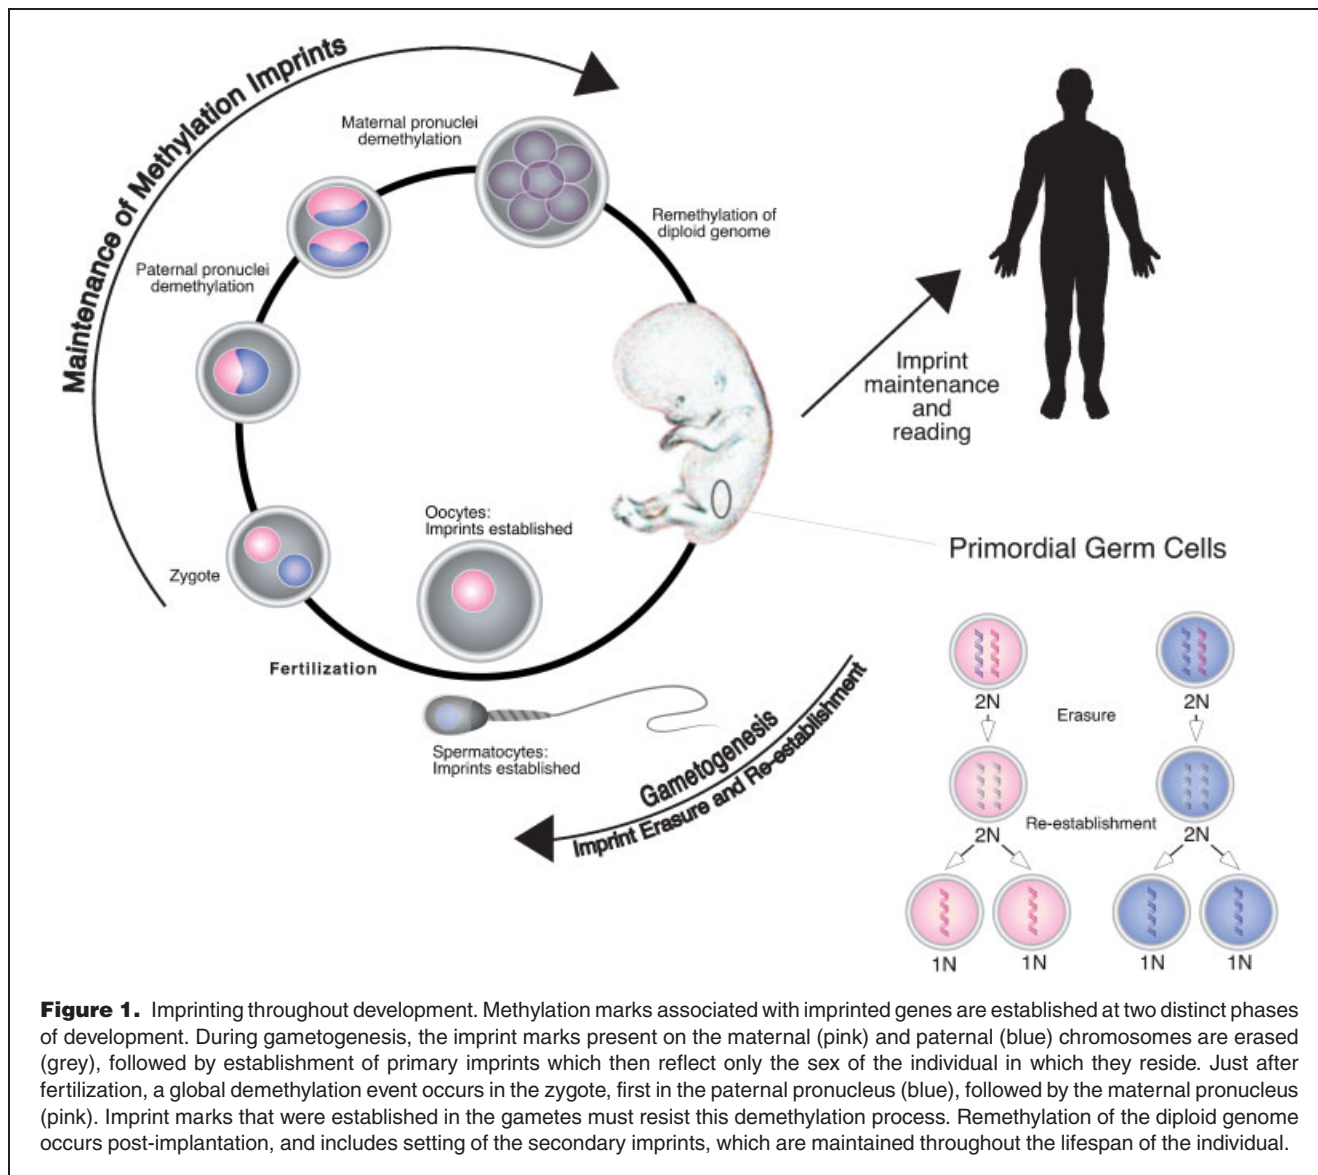 Maintenance of Methylation Imprints
Maternal pronuclei
demethylation
Remethylation of
diploid genome
Paternal pronuclei
demethylation
Imprint
maintenance
and
reading
Oocytes:
Imprints established
Zygote
Primordial Germ Cells
Fertilization
Spermatocytes:
Imprints established
Gametogenesis
Imprint Erasure and Re-establishment
2N
2N
Erasure
2N
2N
Re-establishment
1N
1N
1N
1N
Figure 1. Imprinting throughout development. Methylation marks associated with imprinted genes are established at two distinct phases
of development. During gametogenesis, the imprint marks present on the maternal (pink) and paternal (blue) chromosomes are erased
(grey), followed by establishment of primary imprints which then reflect only the sex of the individual in which they reside. Just after
fertilization, a global demethylation event occurs in the zygote, first in the paternal pronucleus (blue), followed by the maternal pronucleus
(pink). Imprint marks that were established in the gametes must resist this demethylation process. Remethylation of the diploid genome
occurs post-implantation, and includes setting of the secondary imprints, which are maintained throughout the lifespan of the individual.